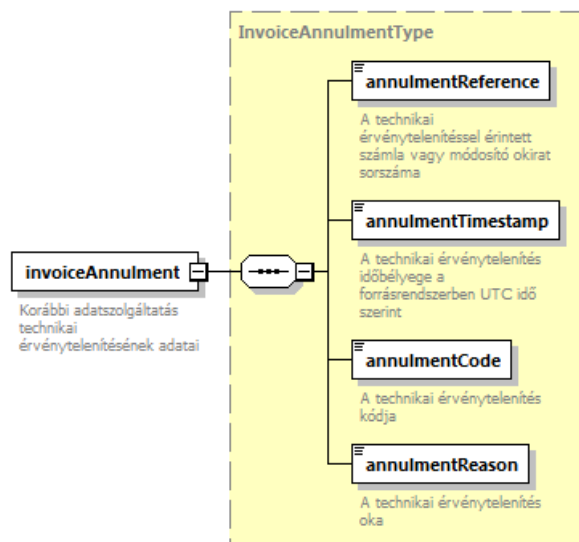 InvoiceAnnulmentType
annulmentReference
A technikai
érvénytelenítéssel érintett
számla vagy módosító okirat
sorszáma
annulmentTimestamp
A technikai érvénytelenítés
időbélyege a
forrásrendszerben UTC idő
szerint
invoiceAnnulment
Korábbi adatszolgáltatás
technikai
érvénytelenítésének adatai
annulmentCode
A technikai érvénytelenítés
kódja
annulmentReason
A technikai érvénytelenítés
oka